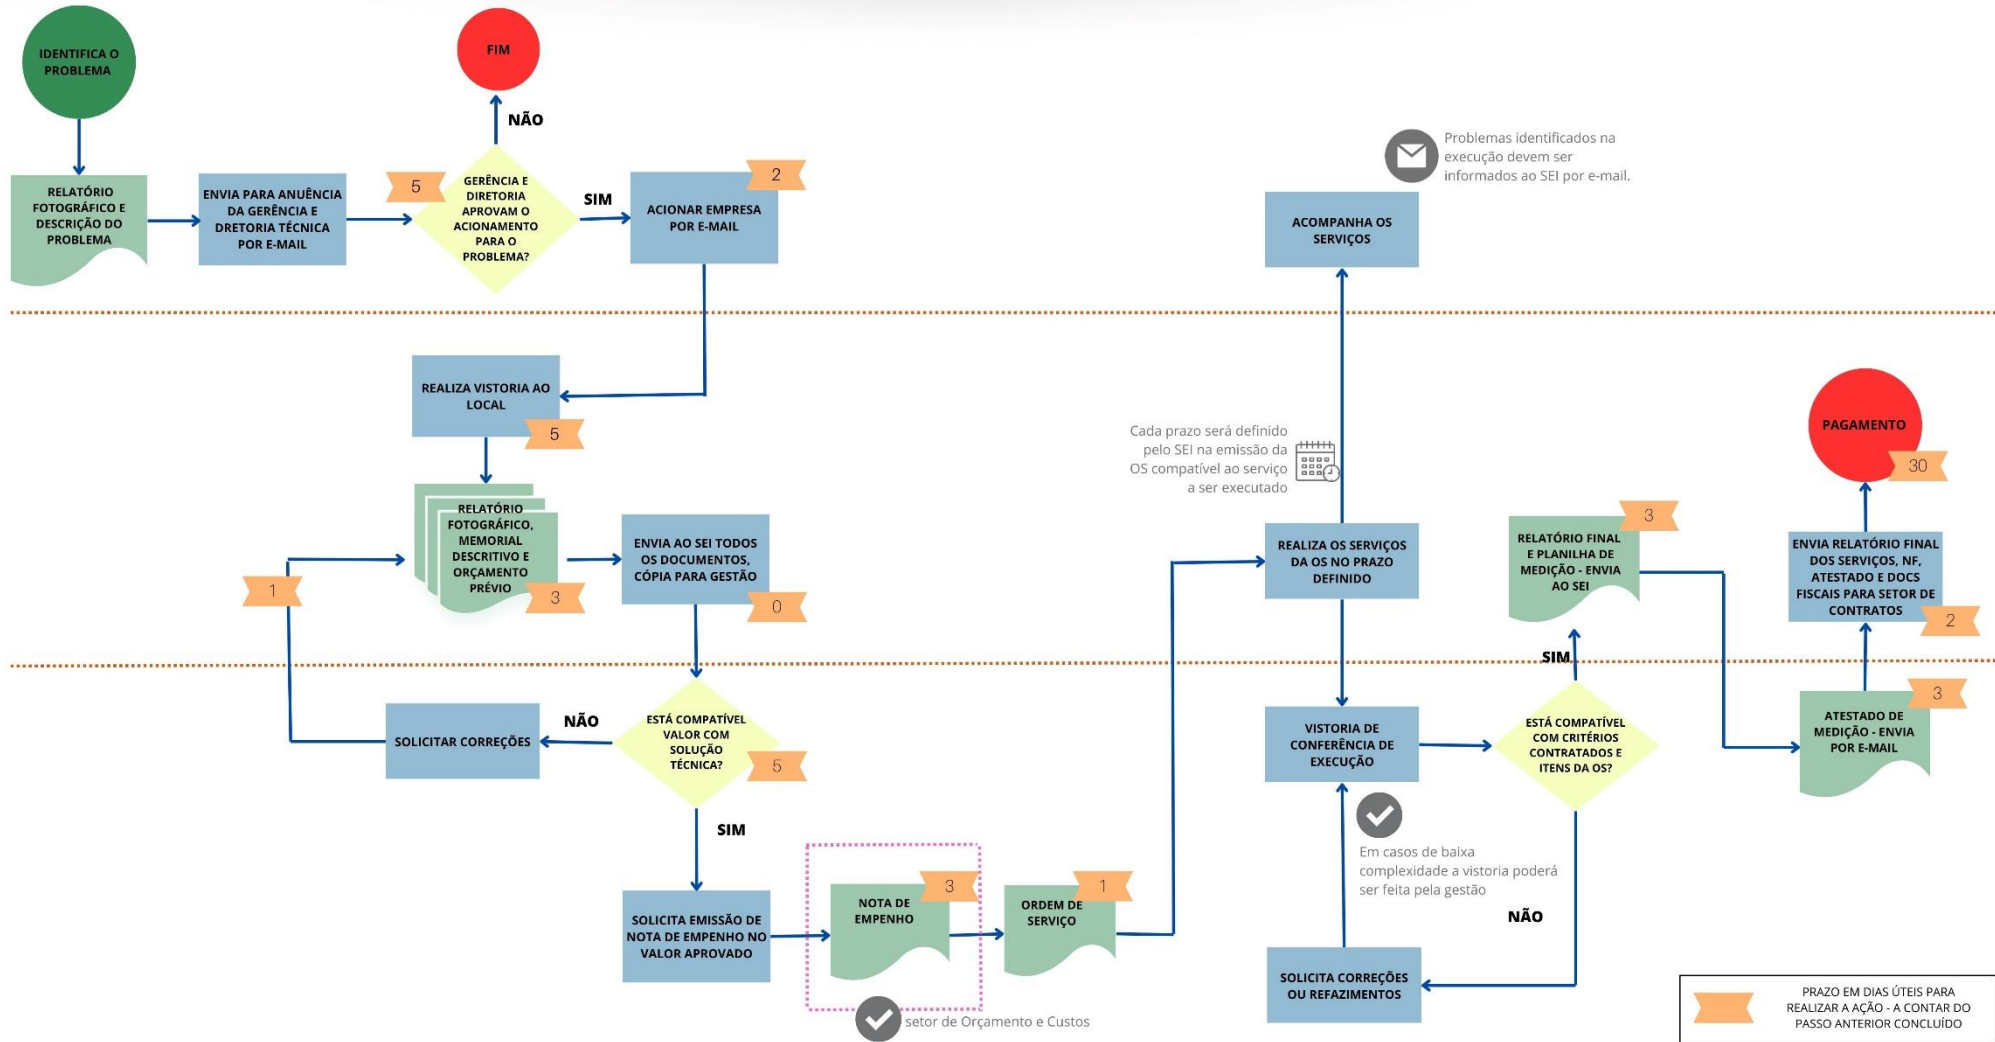 IDENTIFICA O
PROBLEMA
FIM
NÃO
RELATÓRIO
FOTOGRÁFICO E
DESCRIÇÃO DO
PROBLEMA
ENVIA PARA ANUÊNCIA
DA GERÊNCIA E
DRETORIA TÉCNICA
POR E-MAIL
5
GERÊNCIA E
DIRETORIA
APROVAM O
ACIONAMENTO
PARA O
PROBLEMA?
SIM
2
ACIONAR EMPRESA
POR E-MAIL
Problemas identificados na
execução devem ser
informados ao SEI por e-mail.
ACOMPANHA OS
SERVIÇOS
REALIZA VISTORIA AO
LOCAL
5
RELATÓRIO
FOTOGRÁFICO,
MEMORIAL
DESCRITIVO E
ORÇAMENTO
PRÉVIO
3
1
ENVIA AO SEI TODOS
OS DOCUMENTOS,
CÓPIA PARA GESTÃO
0
Cada prazo será definido
pelo SEI na emissão da
OS compatível ao serviço
a ser executado
REALIZA OS SERVIÇOS
DA OS NO PRAZO
DEFINIDO
3
RELATÓRIO FINAL
E PLANILHA DE
MEDIÇÃO - ENVIA
AO SEI
PAGAMENTO
30
ENVIA RELATÓRIO FINAL
DOS SERVIÇOS, NF,
ATESTADO E DOCS
FISCAIS PARA SETOR DE
CONTRATOS
2
SOLICITAR CORREÇÕES
NÃO
ESTÁ COMPATÍVEL
VALOR COM
SOLUÇÃO
TÉCNICA?
5
SIM
SOLICITA EMISSÃO DE
NOTA DE EMPENHO NO
VALOR APROVADO
3
NOTA DE
EMPENHO
setor de Orçamento e Custos
1
ORDEM DE
SERVIÇO
VISTORIA DE
CONFERÊNCIA DE
EXECUÇÃO
Em casos de baixa
complexidade a vistoria poderá
ser feita pela gestão
SIM
ESTÁ COMPATÍVEL
COM CRITÉRIOS
CONTRATADOS E
ITENS DA OS?
NÃO
SOLICITA CORREÇÕES
OU REFAZIMENTOS
3
ATESTADO DE
MEDIÇÃO - ENVIA
POR E-MAIL
PRAZO EM DIAS ÚTEIS PARA
REALIZAR A AÇÃO - A CONTAR DO
PASSO ANTERIOR CONCLUÍDO